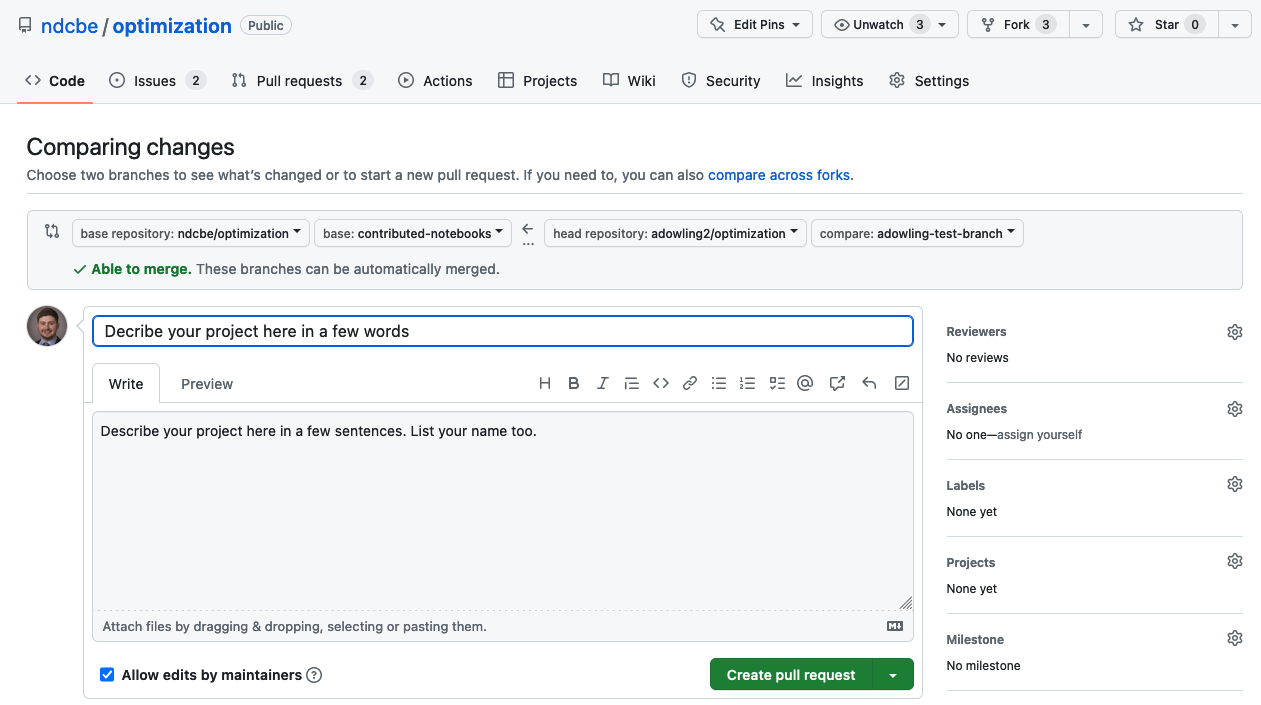 ndcbe / optimization Public Edit Pins Unwatch 3 Fork 3 Star 0
Code Issues 2 Pull requests 2 Actions Projects Wiki Security Insights Settings
Comparing changes
Choose two branches to see what's changed or to start a new pull request. If you need to, you can also compare across forks.
base repository: ndcbe/optimization base: contributed-notebooks ← ... head repository: adowling2/optimization compare: adowling-test-branch
Able to merge. These branches can be automatically merged.
Decribe your project here in a few words
Write Preview
Describe your project here in a few sentences. List your name too.
Attach files by dragging & dropping, selecting or pasting them.
Allow edits by maintainers
Create pull request
Reviewers
No reviews
Assignees
No one—assign yourself
Labels
None yet
Projects
None yet
Milestone
No milestone